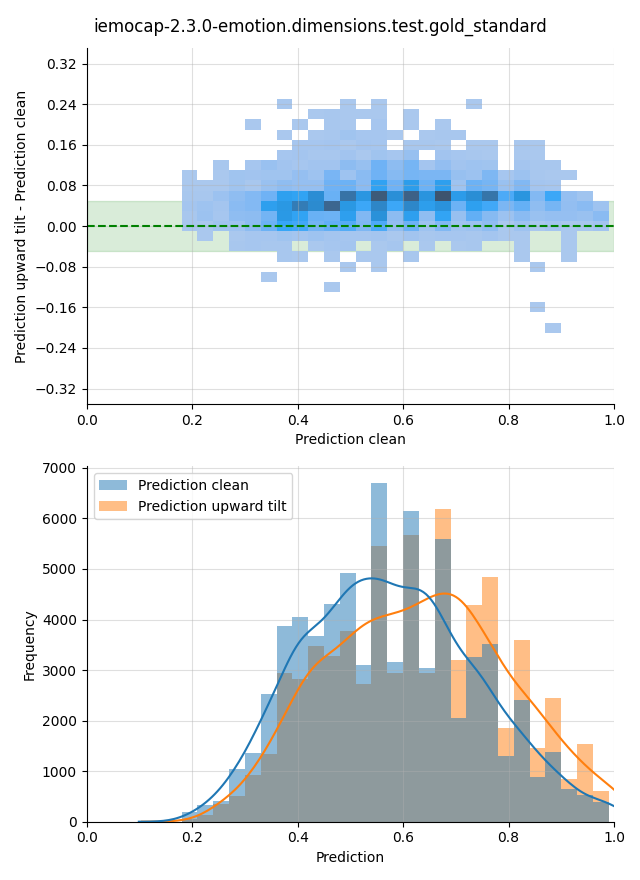 iemocap-2.3.0-emotion.dimensions.test.gold_standard
Prediction upward tilt - Prediction clean
0.32
0.24
0.16
0.08
0.00
−0.08
−0.16
−0.24
−0.32
0.0 0.2 0.4 0.6 0.8 1.0
Prediction clean
Prediction clean
Prediction upward tilt
Frequency
7000
6000
5000
4000
3000
2000
1000
0
0.0 0.2 0.4 0.6 0.8 1.0
Prediction